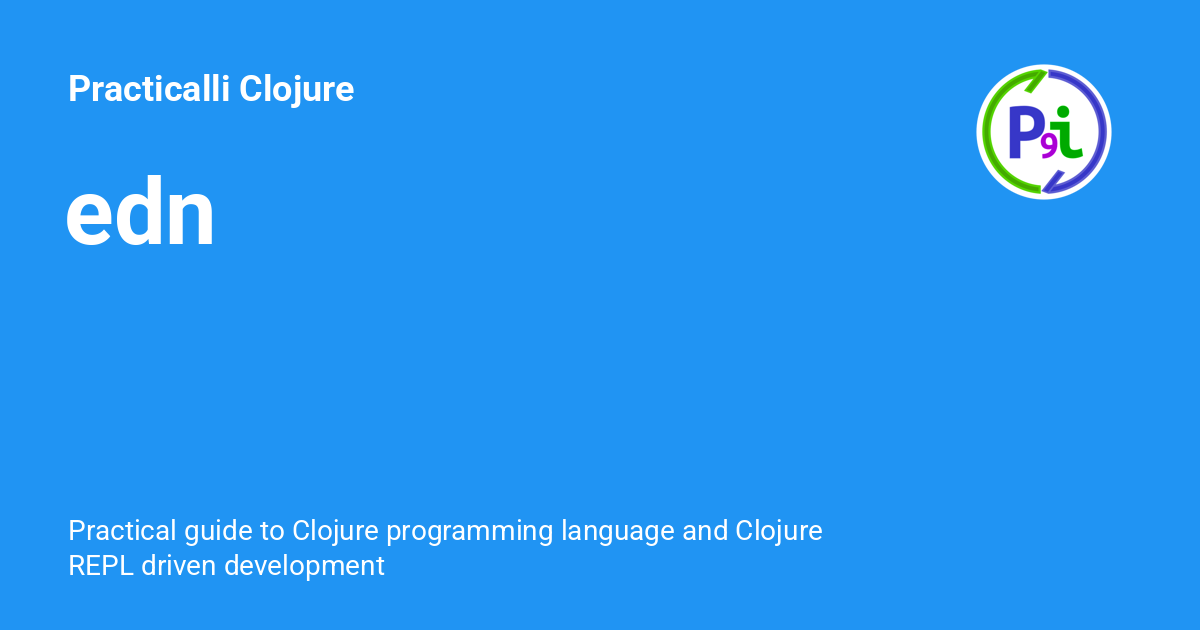 Practicalli Clojure
P9i
edn
Practical guide to Clojure programming language and Clojure
REPL driven development